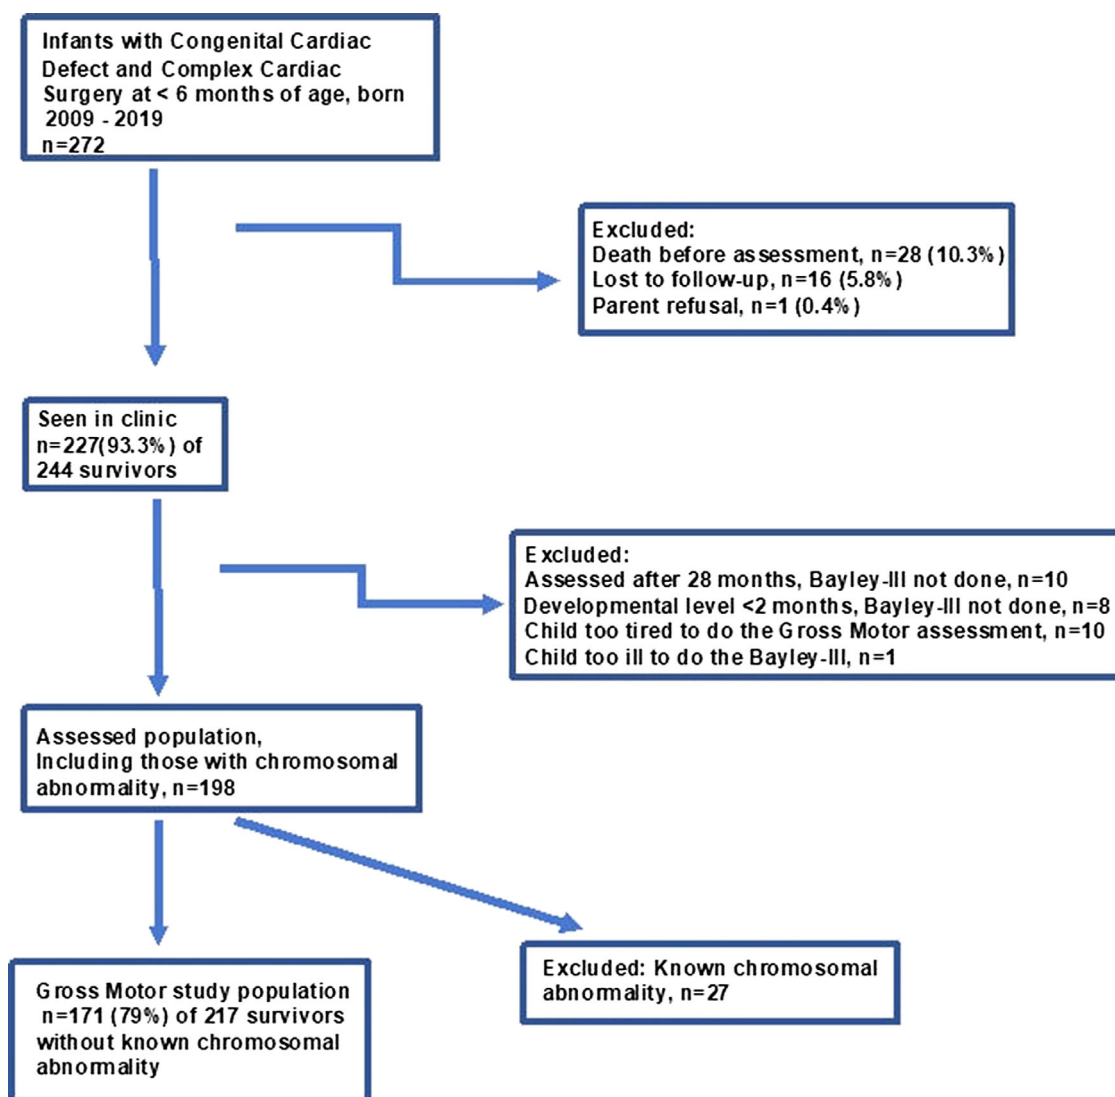 Infants with Congenital Cardiac
Defect and Complex Cardiac
Surgery at < 6 months of age, born
2009 - 2019
n=272
Excluded:
Death before assessment, n=28 (10.3%)
Lost to follow-up, n=16 (5.8%)
Parent refusal, n=1 (0.4%)
Seen in clinic
n=227(93.3%) of
244 survivors
Excluded:
Assessed after 28 months, Bayley-III not done, n=10
Developmental level <2 months, Bayley-III not done, n=8
Child too tired to do the Gross Motor assessment, n=10
Child too ill to do the Bayley-III, n=1
Assessed population,
Including those with chromosomal
abnormality, n=198
Excluded: Known chromosomal
abnormality, n=27
Gross Motor study population
n=171 (79%) of 217 survivors
without known chromosomal
abnormality